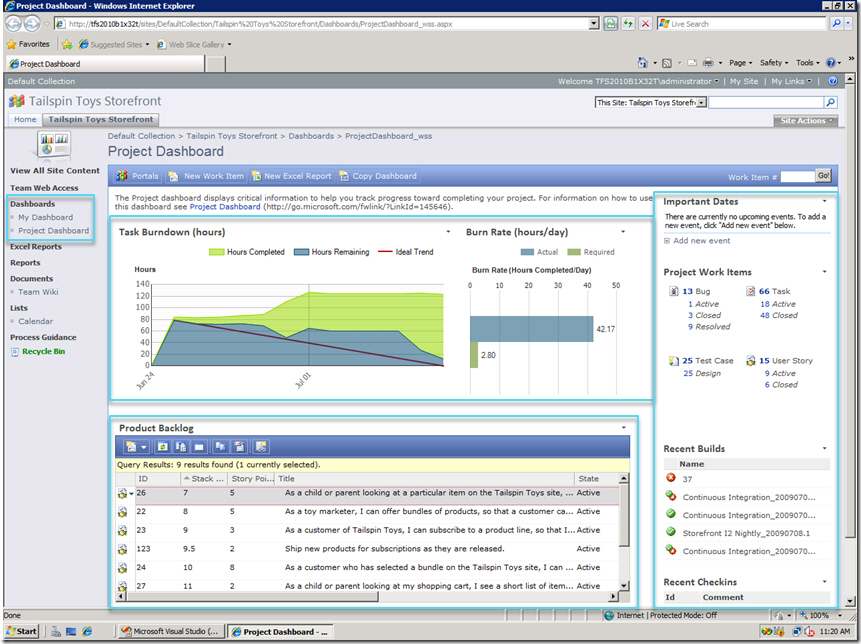 Project Dashboard - Windows Internet Explorer
http://tfs2010b1x32t/sites/DefaultCollection/Tailspin%20Toys%20Storefront/Dashboards/ProjectDashboard_wss.aspx
Live Search
Favorites
Suggested Sites
Web Slice Gallery
Project Dashboard
Page
Safety
Tools
Default Collection
Welcome TFS2010B1X32T\administrator
My Site
My Links
Tailspin Toys Storefront
This Site: Tailspin Toys Storefr
Home
Tailspin Toys Storefront
Site Actions
Default Collection > Tailspin Toys Storefront > Dashboards > ProjectDashboard_wss
Project Dashboard
View All Site Content
Team Web Access
Dashboards
My Dashboard
Project Dashboard
Excel Reports
Reports
Documents
Team Wiki
Lists
Calendar
Process Guidance
Recycle Bin
Portals
New Work Item
New Excel Report
Copy Dashboard
Work Item #
Go!
The Project dashboard displays critical information to help you track progress toward completing your project. For information on how to use
this dashboard see Project Dashboard (http://go.microsoft.com/fwlink/?LinkId=145646).
Task Burndown (hours)
Hours Completed
Hours Remaining
Ideal Trend
Hours
140
120
100
80
60
40
20
0
Jun 24
Jul 01
Burn Rate (hours/day)
Actual
Required
Burn Rate (Hours Completed/Day)
0 10 20 30 40 50
42.17
2.80
Important Dates
There are currently no upcoming events. To add a
new event, click "Add new event" below.
Add new event
Project Work Items
13 Bug
1 Active
3 Closed
9 Resolved
66 Task
18 Active
48 Closed
25 Test Case
25 Design
15 User Story
9 Active
6 Closed
Recent Builds
Name
37
Continuous Integration_2009070...
Continuous Integration_2009070...
Storefront I2 Nightly_20090708.1
Continuous Integration_2009070...
Recent Checkins
Id Comment
Product Backlog
Query Results: 9 results found (1 currently selected).
ID Stack ... Story Poi... Title State
26 7 5 As a child or parent looking at a particular item on the Tailspin Toys site, ... Active
22 8 5 As a toy marketer, I can offer bundles of products, so that a customer ca... Active
23 9 3 As a customer of Tailspin Toys, I can subscribe to a product line, so that I... Active
123 9.5 2 Ship new products for subscriptions as they are released. Active
24 10 8 As a customer who has selected a bundle on the Tailspin Toys site, I can ... Active
27 11 2 As a child or parent looking at my shopping cart, I see a short list of item... Active
Done
Internet | Protected Mode: Off
100%
Start
Microsoft Visual Studio (...
Project Dashboard - ...
11:20 AM